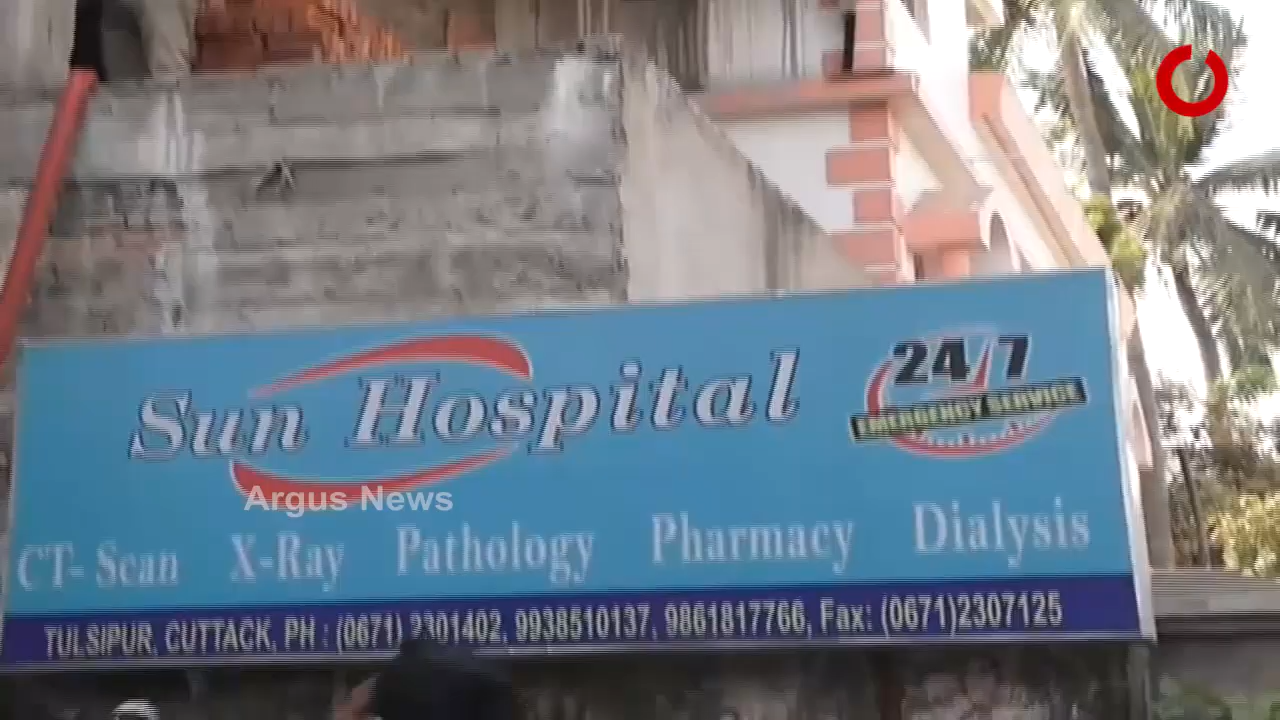 Sun Hospital
24/7
EMERGENCY SERVICE
Argus News
CT- Scan X-Ray Pathology Pharmacy Dialysis
TULSIPUR, CUTTACK, PH : (0671) 2301402, 9938510137, 9861817766, Fax: (0671)2307125